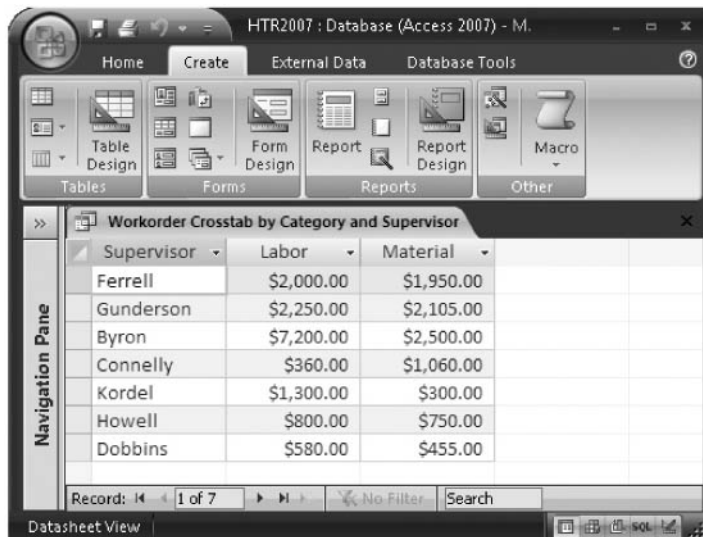 HTR2007 : Database (Access 2007) - M.
Home Create External Data Database Tools
Table Design
Form Design
Report
Report Design
Macro
Tables Forms Reports Other
Workorder Crosstab by Category and Supervisor
Supervisor Labor Material
Ferrell $2,000.00 $1,950.00
Gunderson $2,250.00 $2,105.00
Byron $7,200.00 $2,500.00
Connelly $360.00 $1,060.00
Kordel $1,300.00 $300.00
Howell $800.00 $750.00
Dobbins $580.00 $455.00
Navigation Pane
Record: 1 of 7 No Filter Search
Datasheet View SQL